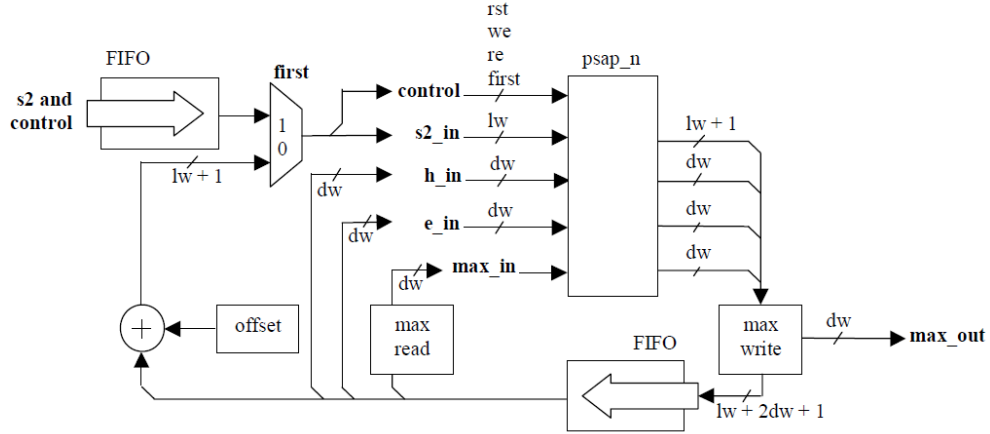 rst
we
re
first
FIFO
first
psap_n
s2 and
control
control
1
0
s2_in
lw
lw + 1
lw + 1
dw
h_in
dw
dw
dw
e_in
dw
dw
dw
max_in
dw
offset
max
read
max
write
dw
max_out
FIFO
lw + 2dw + 1
+